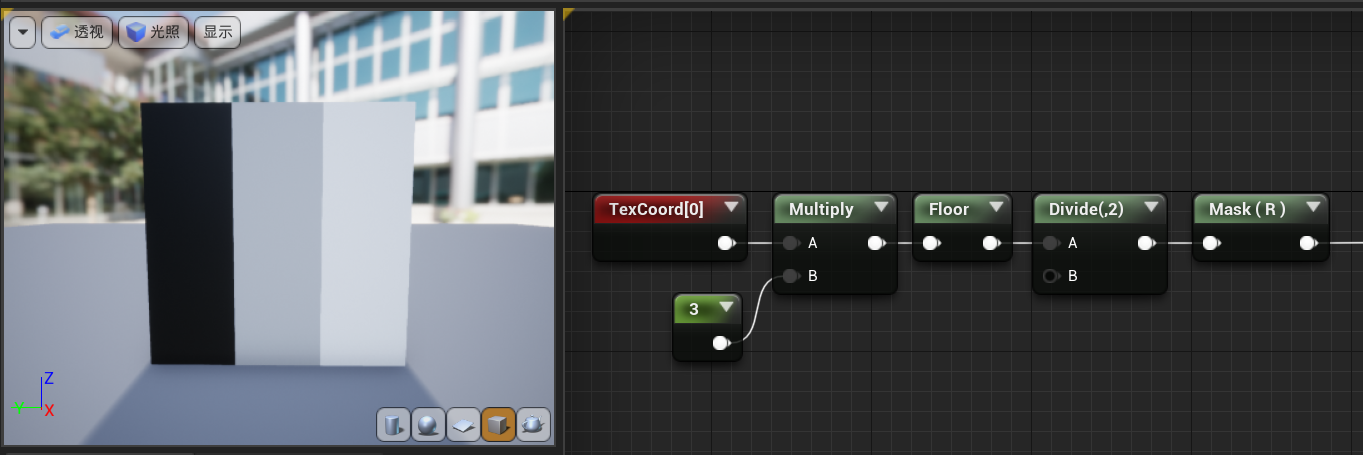 透视 光照 显示
TexCoord[0] Multiply Floor Divide(,2) Mask ( R )
A A
B B
3
Z
Y X